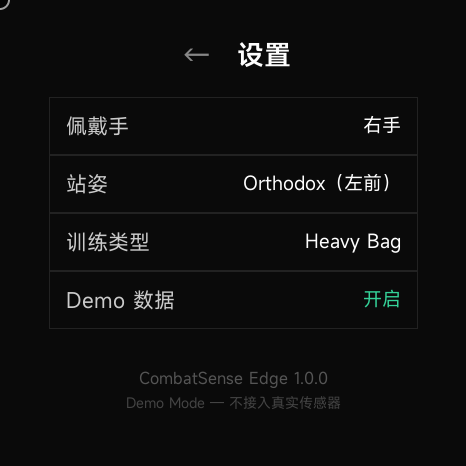 ← 设置
佩戴手 右手
站姿 Orthodox（左前）
训练类型 Heavy Bag
Demo 数据 开启
CombatSense Edge 1.0.0
Demo Mode — 不接入真实传感器